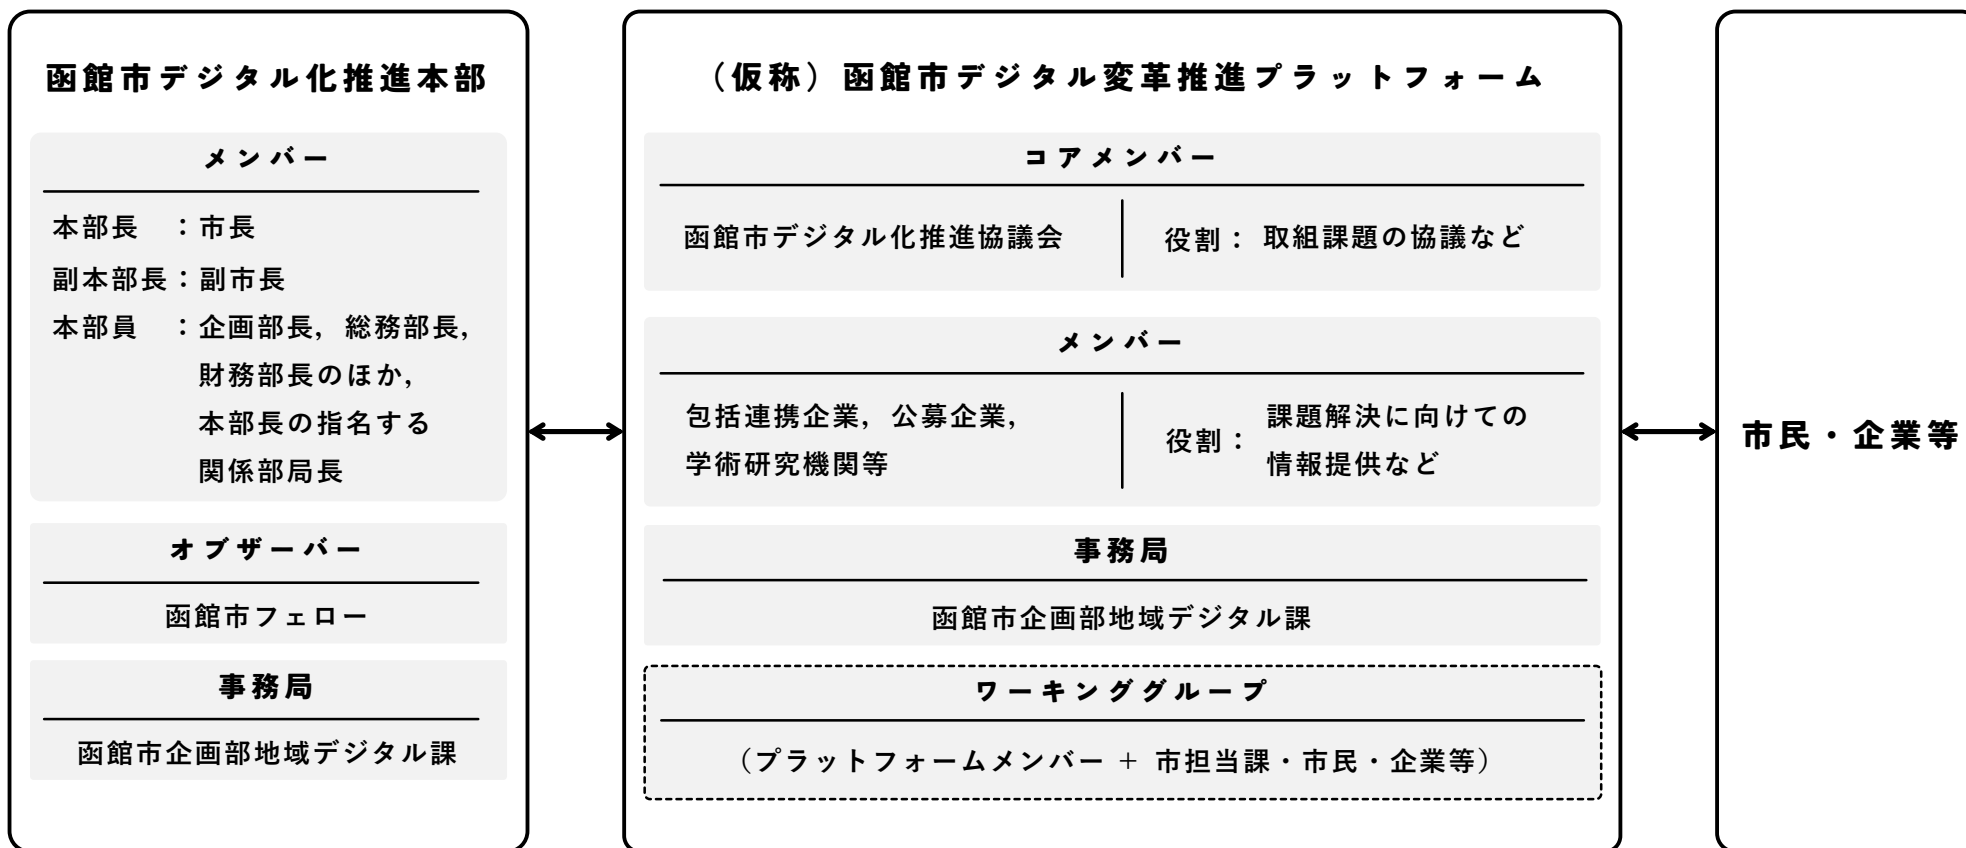 函館市デジタル化推進本部
メンバー
本部長 ：市長
副本部長：副市長
本部員 ：企画部長，総務部長，
財務部長のほか，
本部長の指名する
関係部局長
オブザーバー
函館市フェロー
事務局
函館市企画部地域デジタル課
（仮称）函館市デジタル変革推進プラットフォーム
コアメンバー
函館市デジタル化推進協議会
役割： 取組課題の協議など
メンバー
包括連携企業，公募企業，
学術研究機関等
役割：
課題解決に向けての
情報提供など
事務局
函館市企画部地域デジタル課
ワーキンググループ
（プラットフォームメンバー + 市担当課・市民・企業等）
市民・企業等